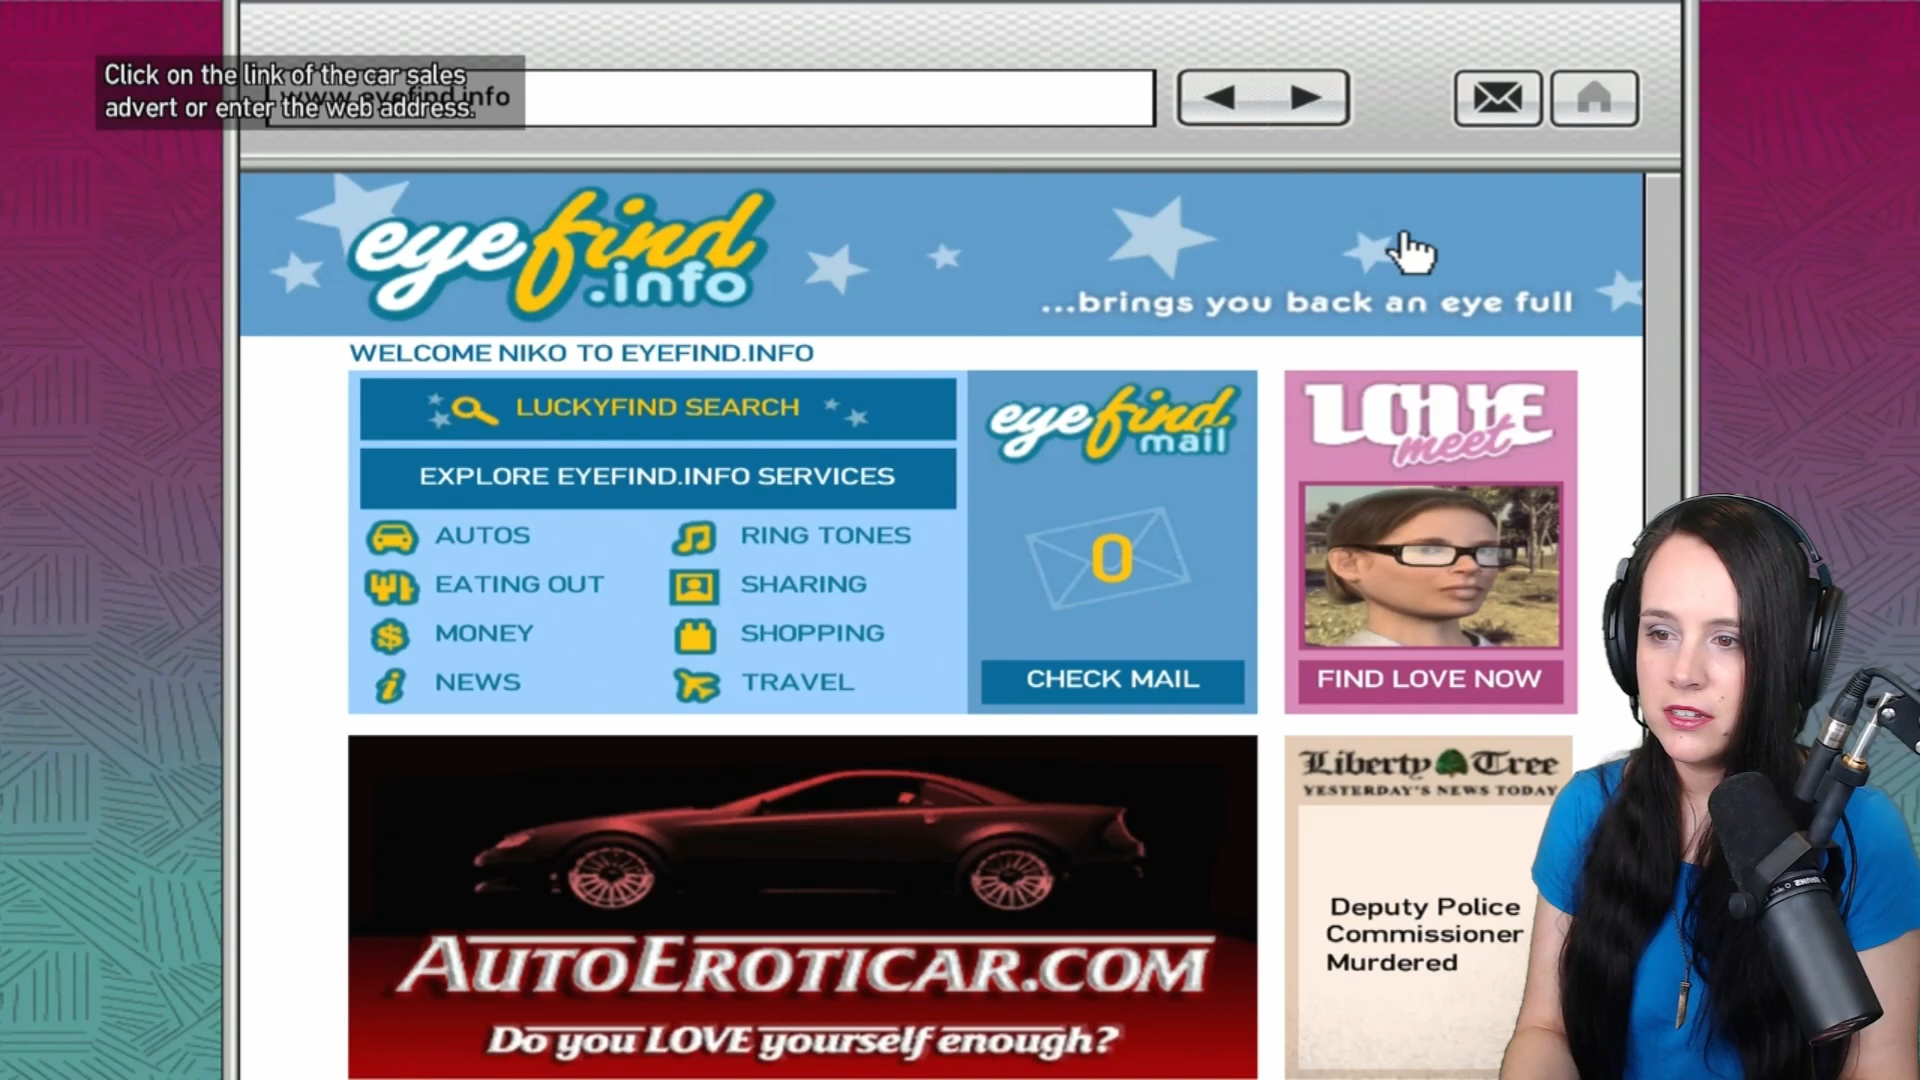 Click on the link of the car sales
advert or enter the web address.
www.eyefind.info
eyefind
.info
...brings you back an eye full
WELCOME NIKO TO EYEFIND.INFO
LUCKYFIND SEARCH
EXPLORE EYEFIND.INFO SERVICES
AUTOS
RING TONES
EATING OUT
SHARING
MONEY
SHOPPING
NEWS
TRAVEL
eyefind
mail
0
CHECK MAIL
LOVE
meet
FIND LOVE NOW
AUTOEROTICAR.COM
Do you LOVE yourself enough?
Liberty Tree
YESTERDAY'S NEWS TODAY
Deputy Police
Commissioner
Murdered